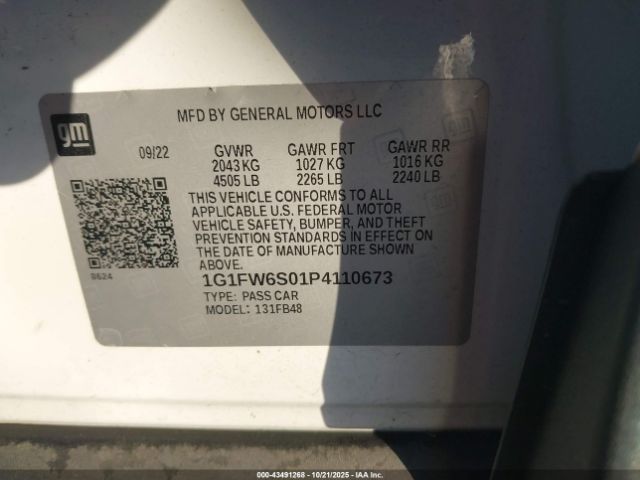 gm
MFD BY GENERAL MOTORS LLC
09/22 GVWR GAWR FRT GAWR RR
2043 KG 1027 KG 1016 KG
4505 LB 2265 LB 2240 LB
THIS VEHICLE CONFORMS TO ALL
APPLICABLE U.S. FEDERAL MOTOR
VEHICLE SAFETY, BUMPER, AND THEFT
PREVENTION STANDARDS IN EFFECT ON
THE DATE OF MANUFACTURE SHOWN
ABOVE.
0624
1G1FW6S01P4110673
TYPE: PASS CAR
MODEL: 131FB48
000-43491268 10/21/2025 IAAI.COM